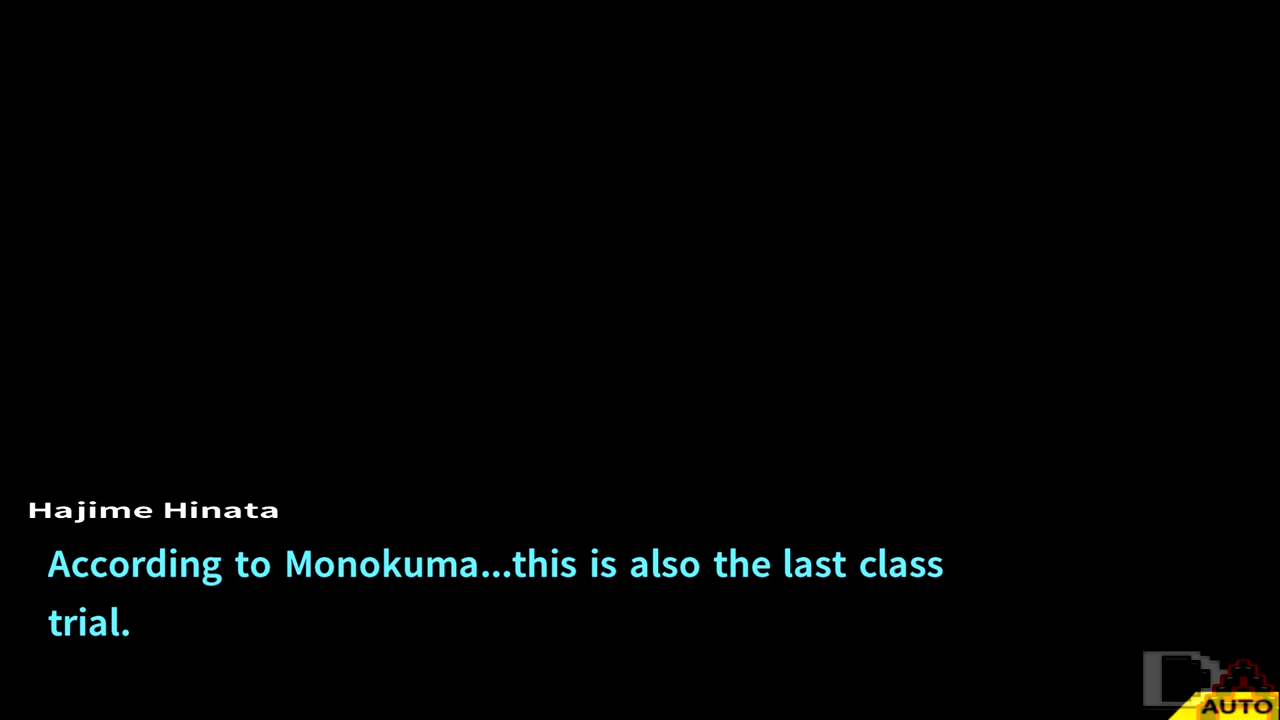 Hajime Hinata
According to Monokuma...this is also the last class
trial.
AUTO